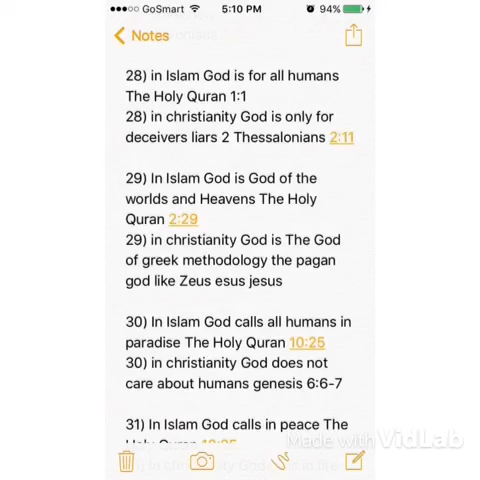 GoSmart 5:10 PM 94%
Notes
28) in Islam God is for all humans
The Holy Quran 1:1
28) in christianity God is only for
deceivers liars 2 Thessalonians 2:11
29) In Islam God is God of the
worlds and Heavens The Holy
Quran 2:29
29) in christianity God is The God
of greek methodology the pagan
god like Zeus esus jesus
30) In Islam God calls all humans in
paradise The Holy Quran 10:25
30) in christianity God does not
care about humans genesis 6:6-7
31) In Islam God calls in peace The
Holy Quran 10:25
Made with VidLab